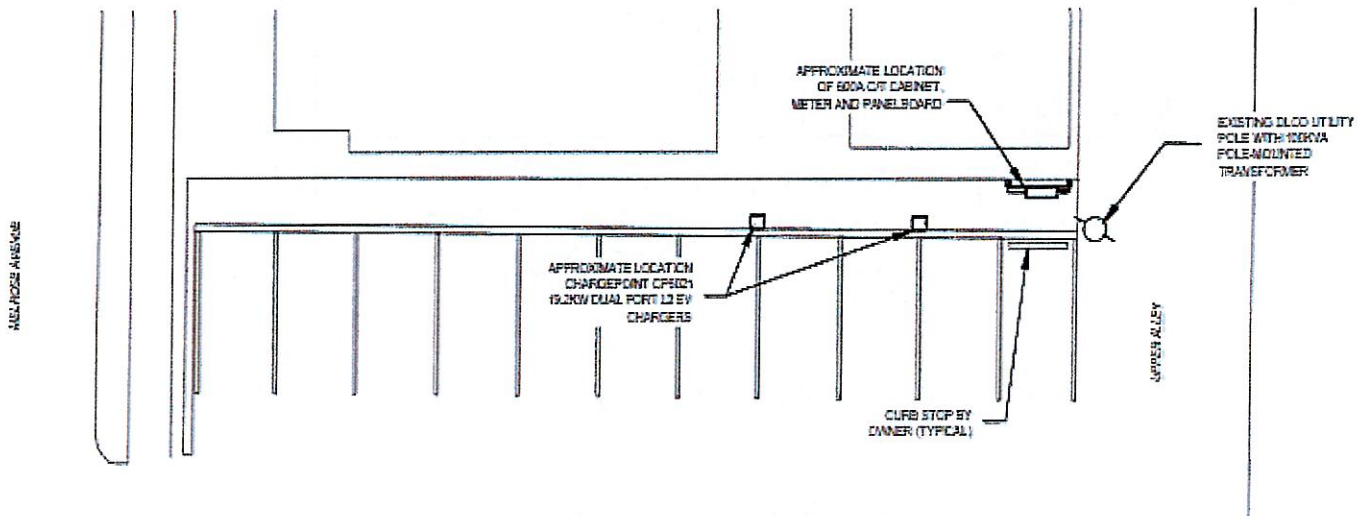 APPROXIMATE LOCATION
OF 600A C/T CABINET,
METER AND PANELBOARD
EXISTING DLCO UTILITY
POLE WITH 100KVA
POLE-MOUNTED
TRANSFORMER
MELROSE AVENUE
APPROXIMATE LOCATION
CHARGEPOINT CP6021
19.2KW DUAL PORT L2 EV
CHARGERS
UPPER ALLEY
CURB STOP BY
OWNER (TYPICAL)